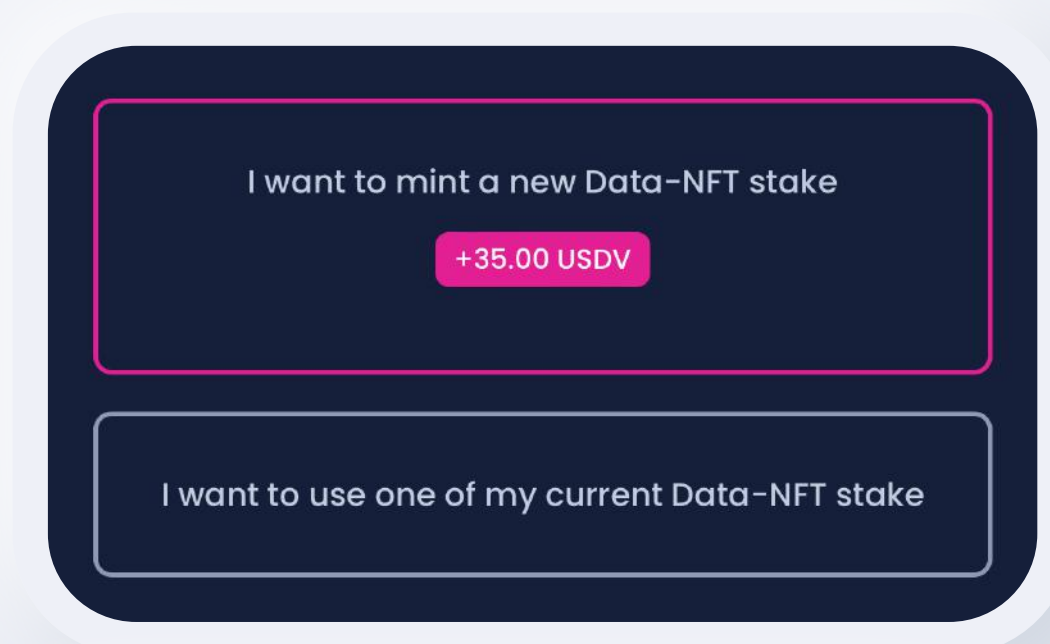 I want to mint a new Data-NFT stake
+35.00 USDV
I want to use one of my current Data-NFT stake